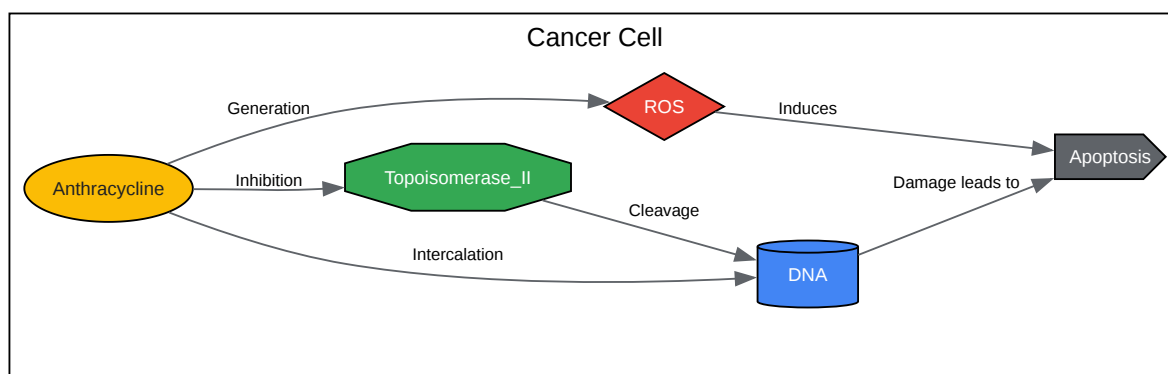 Cancer Cell
Generation
ROS
Induces
Anthracycline
Inhibition
Topoisomerase_II
Apoptosis
Cleavage
Damage leads to
Intercalation
DNA